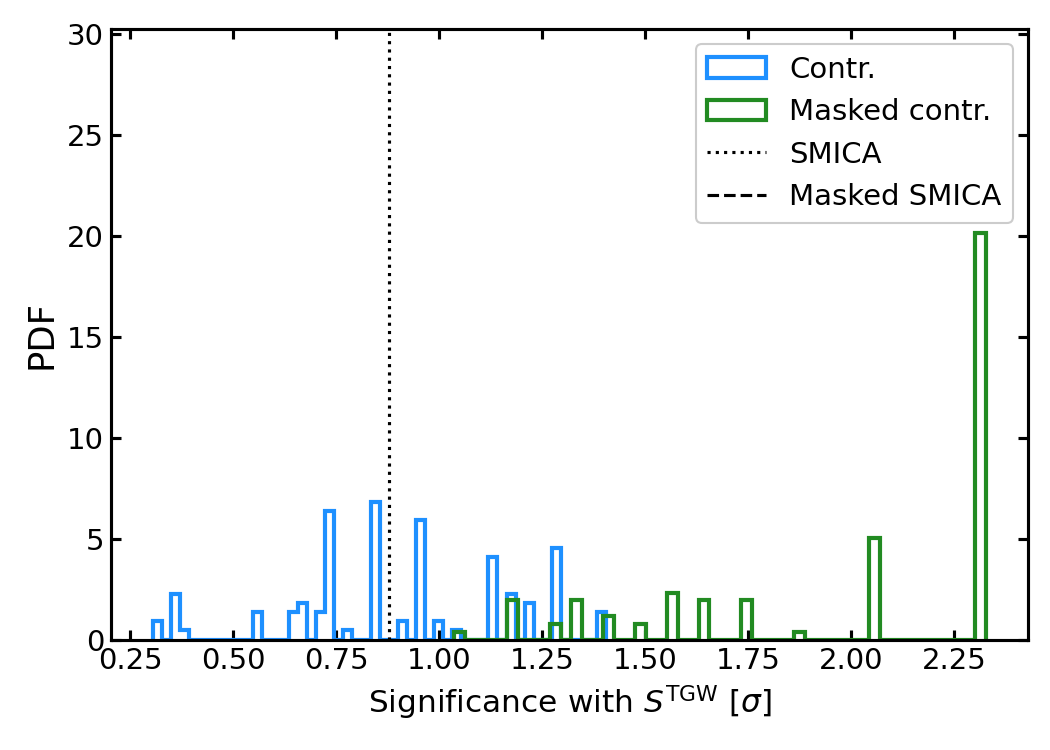 30
25
20
15
10
5
0
PDF
Contr.
Masked contr.
SMICA
Masked SMICA
0.25 0.50 0.75 1.00 1.25 1.50 1.75 2.00 2.25
Significance with S^TGW [σ]